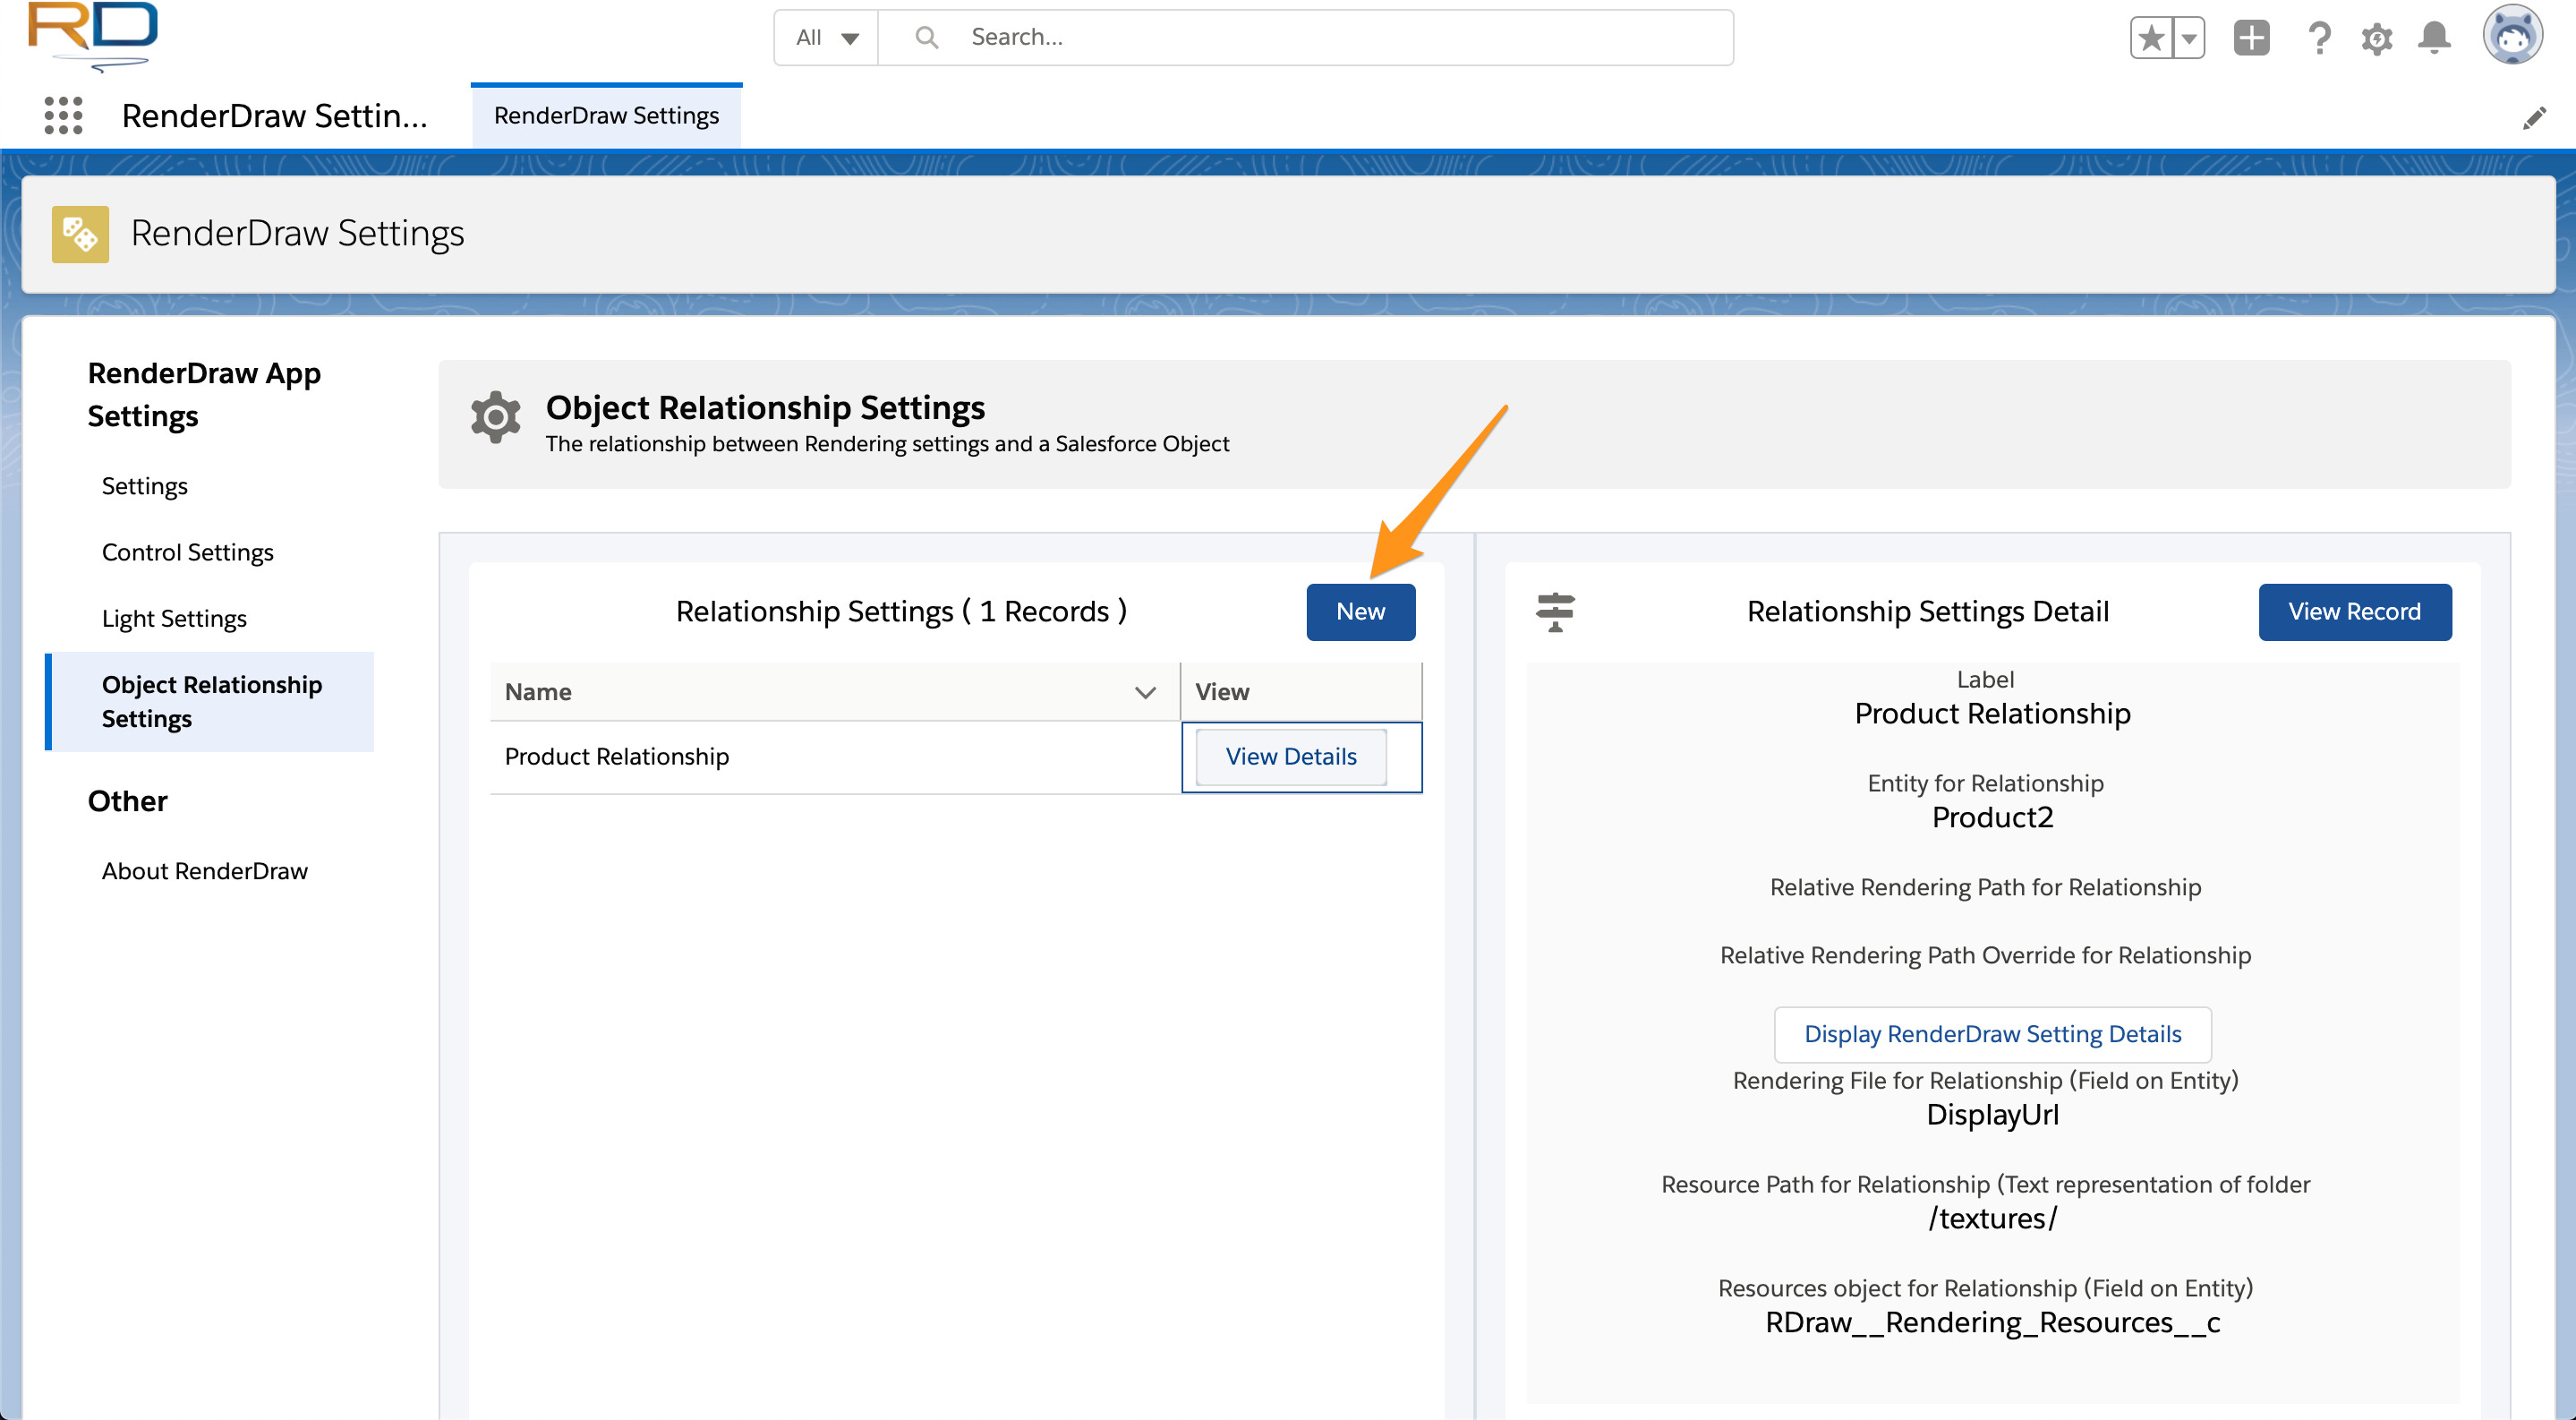 RD
All
Search...
RenderDraw Settin...
RenderDraw Settings
RenderDraw Settings
RenderDraw App
Settings
Settings
Control Settings
Light Settings
Object Relationship
Settings
Other
About RenderDraw
Object Relationship Settings
The relationship between Rendering settings and a Salesforce Object
Relationship Settings ( 1 Records )
New
Name
View
Product Relationship
View Details
Relationship Settings Detail
View Record
Label
Product Relationship
Entity for Relationship
Product2
Relative Rendering Path for Relationship
Relative Rendering Path Override for Relationship
Display RenderDraw Setting Details
Rendering File for Relationship (Field on Entity)
DisplayUrl
Resource Path for Relationship (Text representation of folder
/textures/
Resources object for Relationship (Field on Entity)
RDraw__Rendering_Resources__c